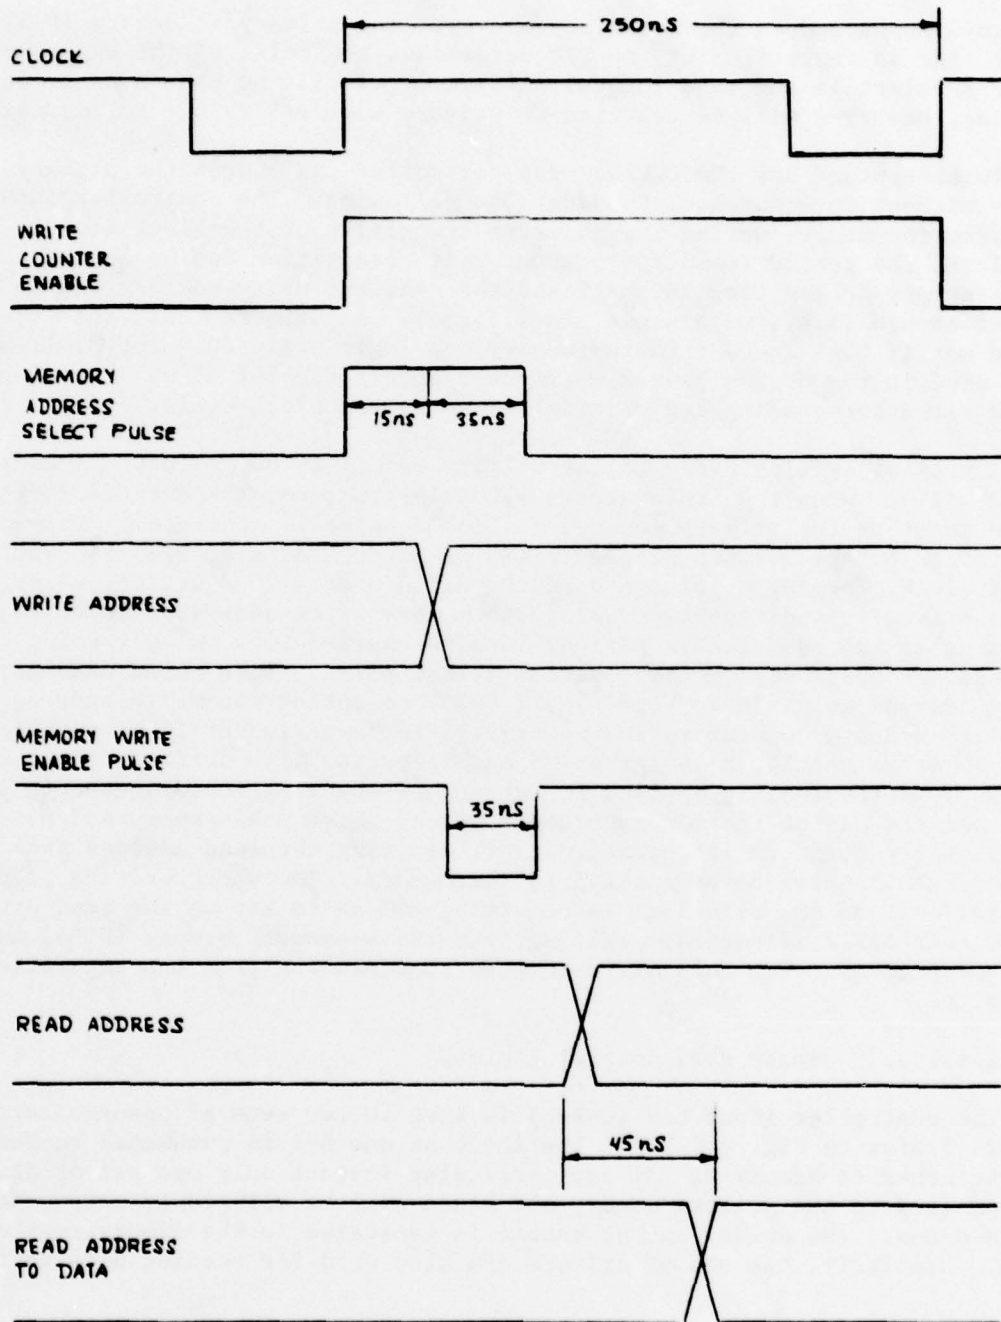 250nS
CLOCK
WRITE
COUNTER
ENABLE
MEMORY
ADDRESS
SELECT PULSE
15nS
35nS
WRITE ADDRESS
MEMORY WRITE
ENABLE PULSE
35nS
READ ADDRESS
45nS
READ ADDRESS
TO DATA